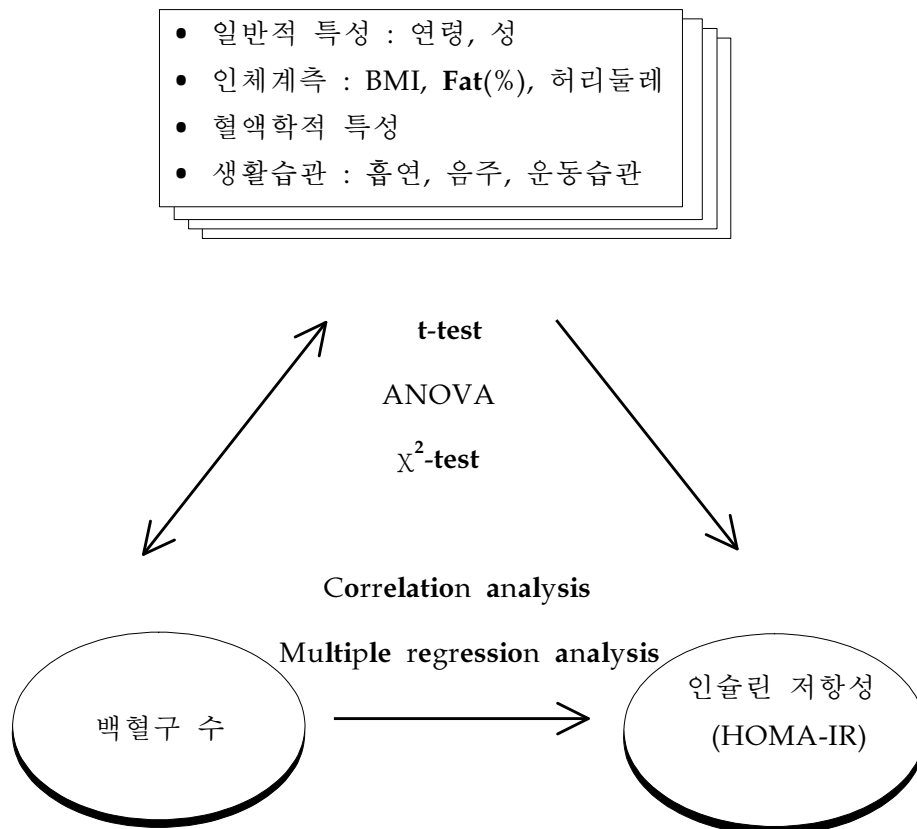 • 일반적 특성 : 연령, 성
• 인체계측 : BMI, Fat(%), 허리둘레
• 혈액학적 특성
• 생활습관 : 흡연, 음주, 운동습관
t-test
ANOVA
χ²-test
Correlation analysis
Multiple regression analysis
백혈구 수
인슐린 저항성
(HOMA-IR)